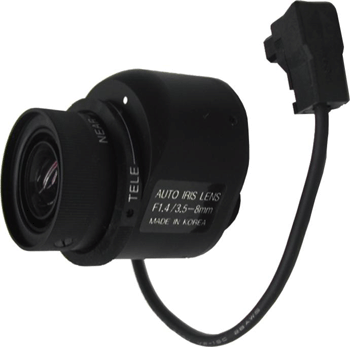 NEAR
TELE
AUTO IRIS LENS
F1.4/3.5-8mm
MADE IN KOREA